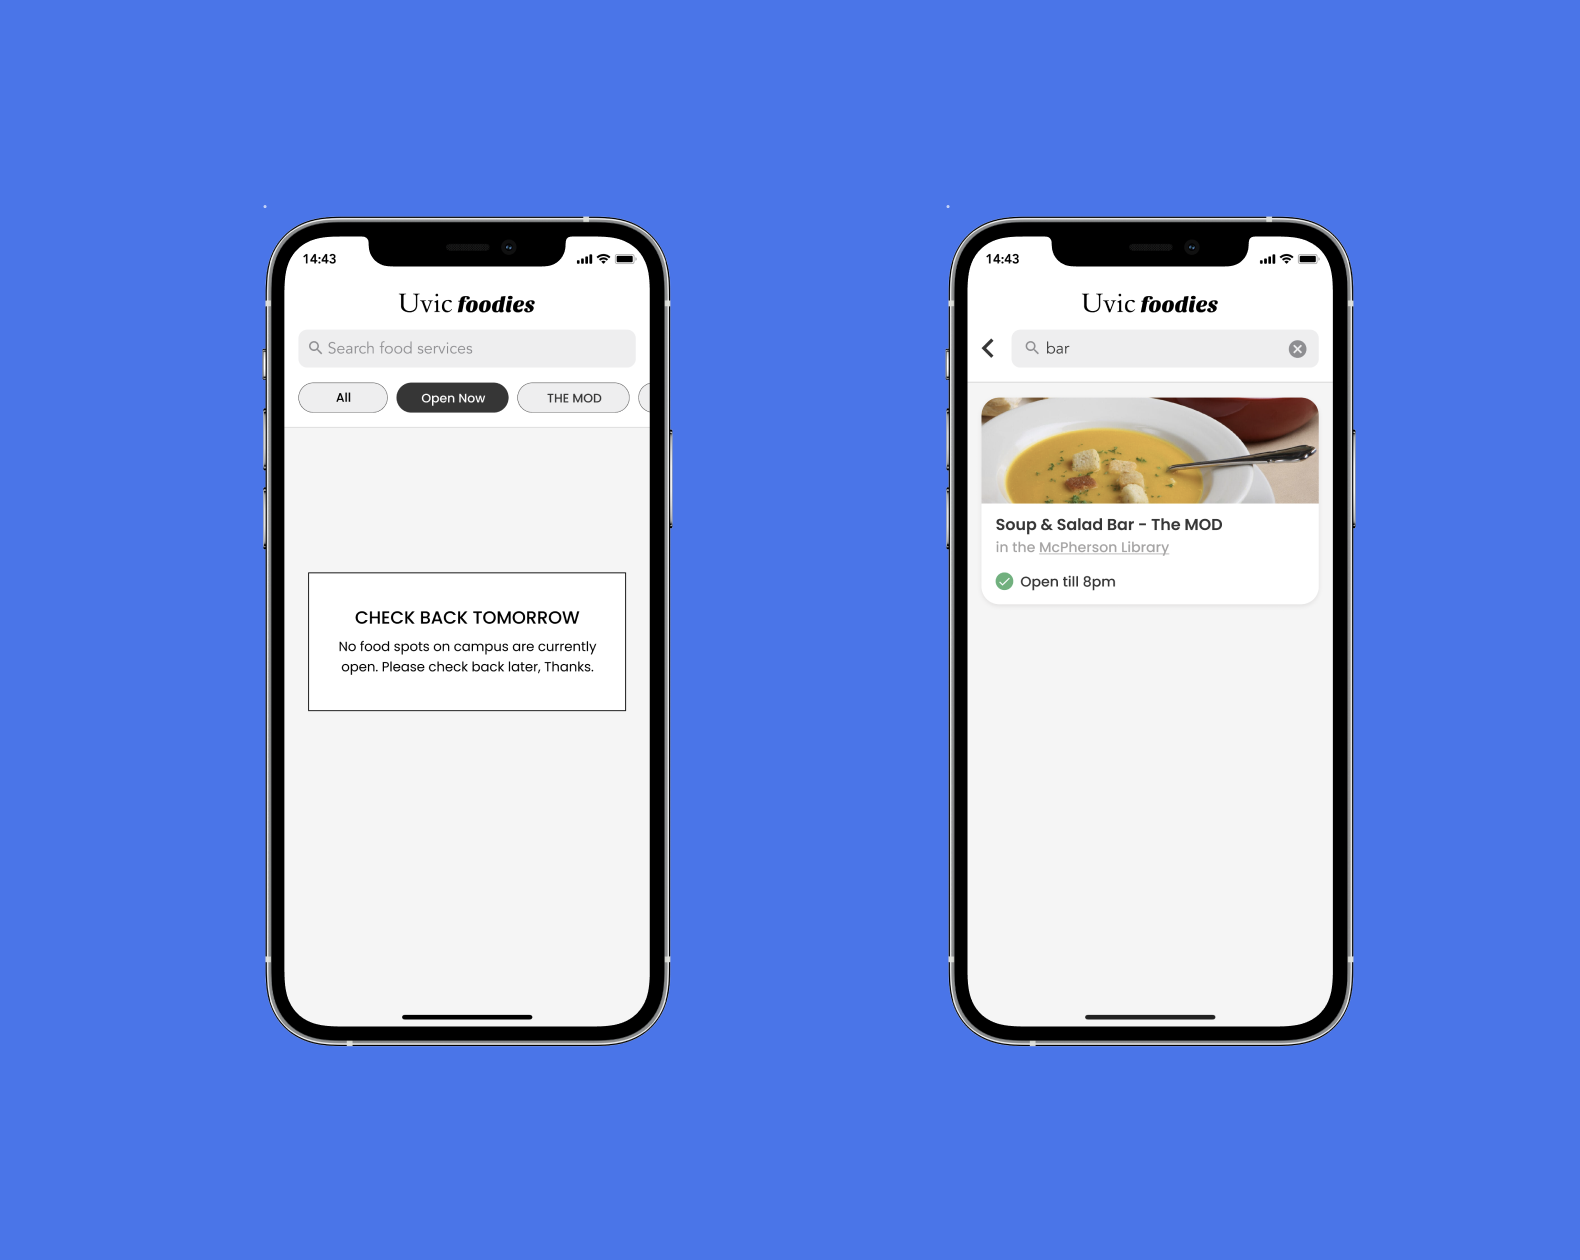 14:43
Uvic foodies
Search food services
All
Open Now
THE MOD
CHECK BACK TOMORROW
No food spots on campus are currently
open. Please check back later, Thanks.
14:43
Uvic foodies
bar
Soup & Salad Bar - The MOD
in the McPherson Library
Open till 8pm